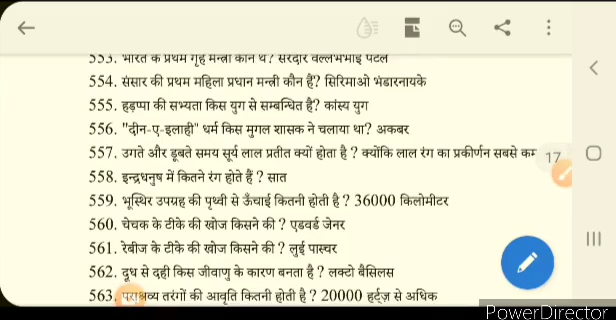 553. भारत के प्रथम गृह मन्त्री कौन थे? सरदार वल्लभभाई पटेल
554. संसार की प्रथम महिला प्रधान मन्त्री कौन हैं? सिरिमाओ भंडारनायके
555. हड़प्पा की सभ्यता किस युग से सम्बन्धित है? कांस्य युग
556. "दीन-ए-इलाही" धर्म किस मुगल शासक ने चलाया था? अकबर
557. उगते और डूबते समय सूर्य लाल प्रतीत क्यों होता है ? क्योंकि लाल रंग का प्रकीर्णन सबसे कम
17
558. इन्द्रधनुष में कितने रंग होते हैं ? सात
559. भूस्थिर उपग्रह की पृथ्वी से ऊँचाई कितनी होती है ? 36000 किलोमीटर
560. चेचक के टीके की खोज किसने की ? एडवर्ड जेनर
561. रेबीज के टीके की खोज किसने की ? लुई पास्चर
562. दूध से दही किस जीवाणु के कारण बनता है ? लक्टो बैसिलस
563. तरंगों की आवृति कितनी होती है ? 20000 हर्ट्ज़ से अधिक
PowerDirector